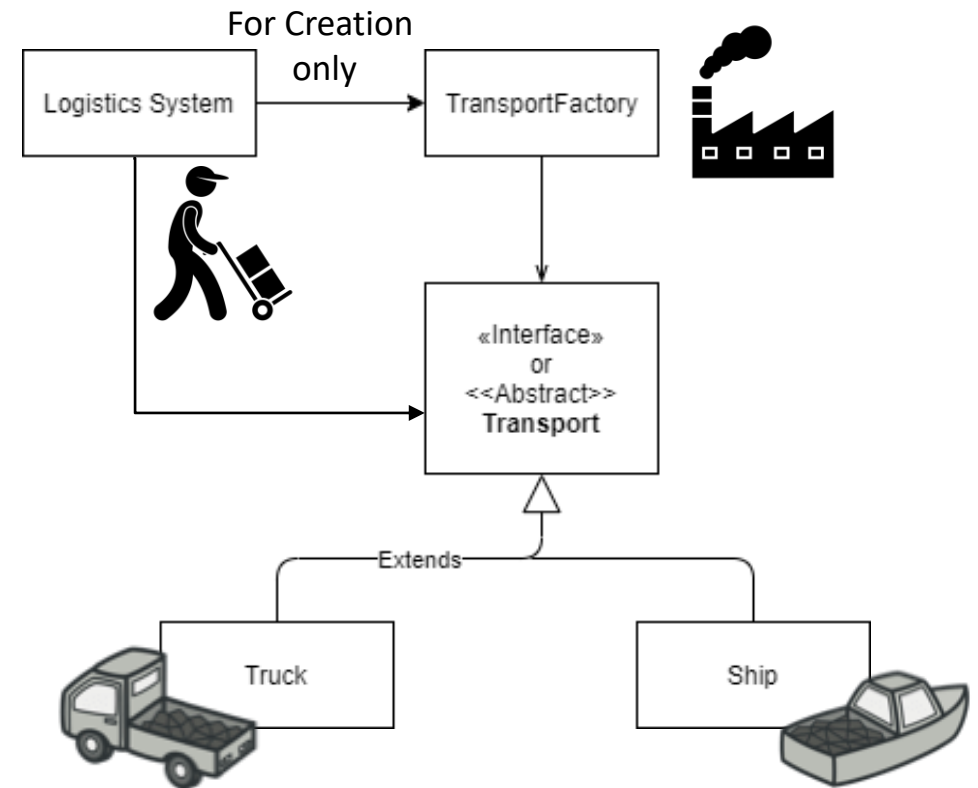 For Creation
only
Logistics System
TransportFactory
«Interface»
or
<<Abstract>>
Transport
Extends
Truck
Ship